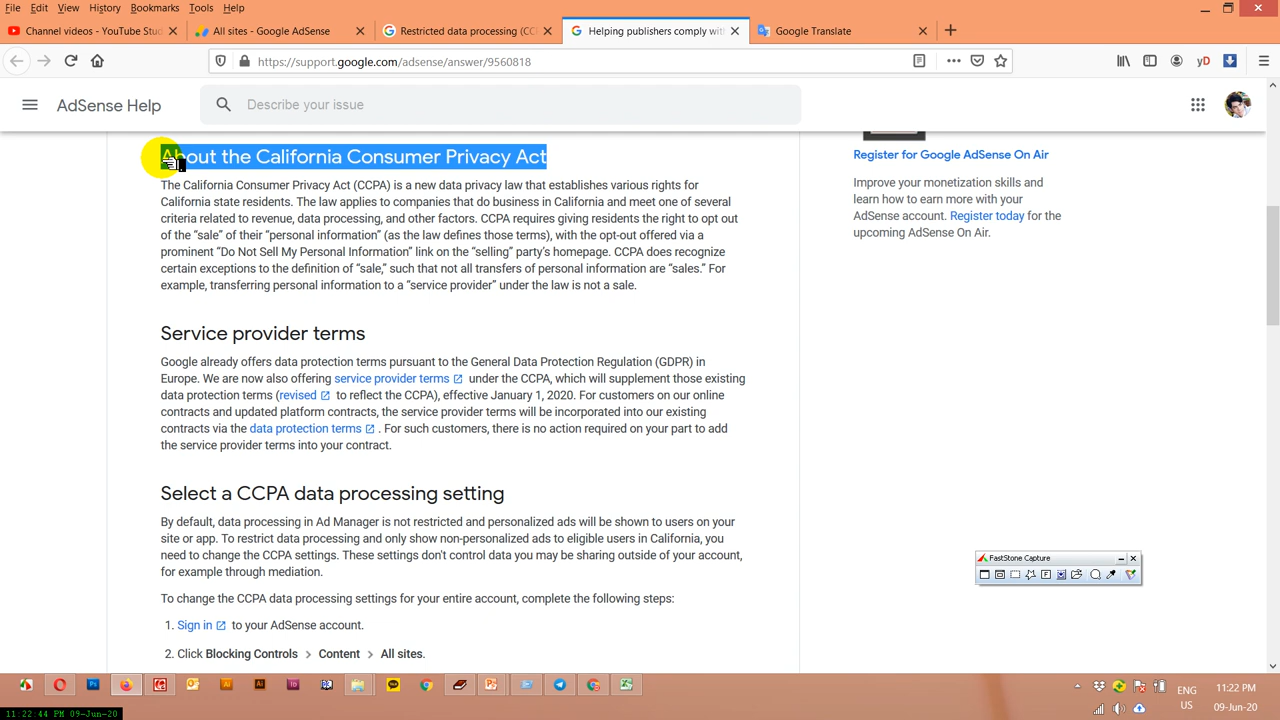 File Edit View History Bookmarks Tools Help
Channel videos - YouTube Stud
All sites - Google AdSense
Restricted data processing (CC
Helping publishers comply with
Google Translate
https://support.google.com/adsense/answer/9560818
AdSense Help
Describe your issue
About the California Consumer Privacy Act
The California Consumer Privacy Act (CCPA) is a new data privacy law that establishes various rights for
California state residents. The law applies to companies that do business in California and meet one of several
criteria related to revenue, data processing, and other factors. CCPA requires giving residents the right to opt out
of the “sale” of their “personal information” (as the law defines those terms), with the opt-out offered via a
prominent “Do Not Sell My Personal Information” link on the “selling” party’s homepage. CCPA does recognize
certain exceptions to the definition of “sale,” such that not all transfers of personal information are “sales.” For
example, transferring personal information to a “service provider” under the law is not a sale.
Service provider terms
Google already offers data protection terms pursuant to the General Data Protection Regulation (GDPR) in
Europe. We are now also offering service provider terms under the CCPA, which will supplement those existing
data protection terms (revised to reflect the CCPA), effective January 1, 2020. For customers on our online
contracts and updated platform contracts, the service provider terms will be incorporated into our existing
contracts via the data protection terms . For such customers, there is no action required on your part to add
the service provider terms into your contract.
Select a CCPA data processing setting
By default, data processing in Ad Manager is not restricted and personalized ads will be shown to users on your
site or app. To restrict data processing and only show non-personalized ads to eligible users in California, you
need to change the CCPA settings. These settings don't control data you may be sharing outside of your account,
for example through mediation.
To change the CCPA data processing settings for your entire account, complete the following steps:
1. Sign in to your AdSense account.
2. Click Blocking Controls > Content > All sites.
Register for Google AdSense On Air
Improve your monetization skills and
learn how to earn more with your
AdSense account. Register today for the
upcoming AdSense On Air.
FastStone Capture
ENG
US
11:22 PM
09-Jun-20
11:22:44 PM 09-Jun-20